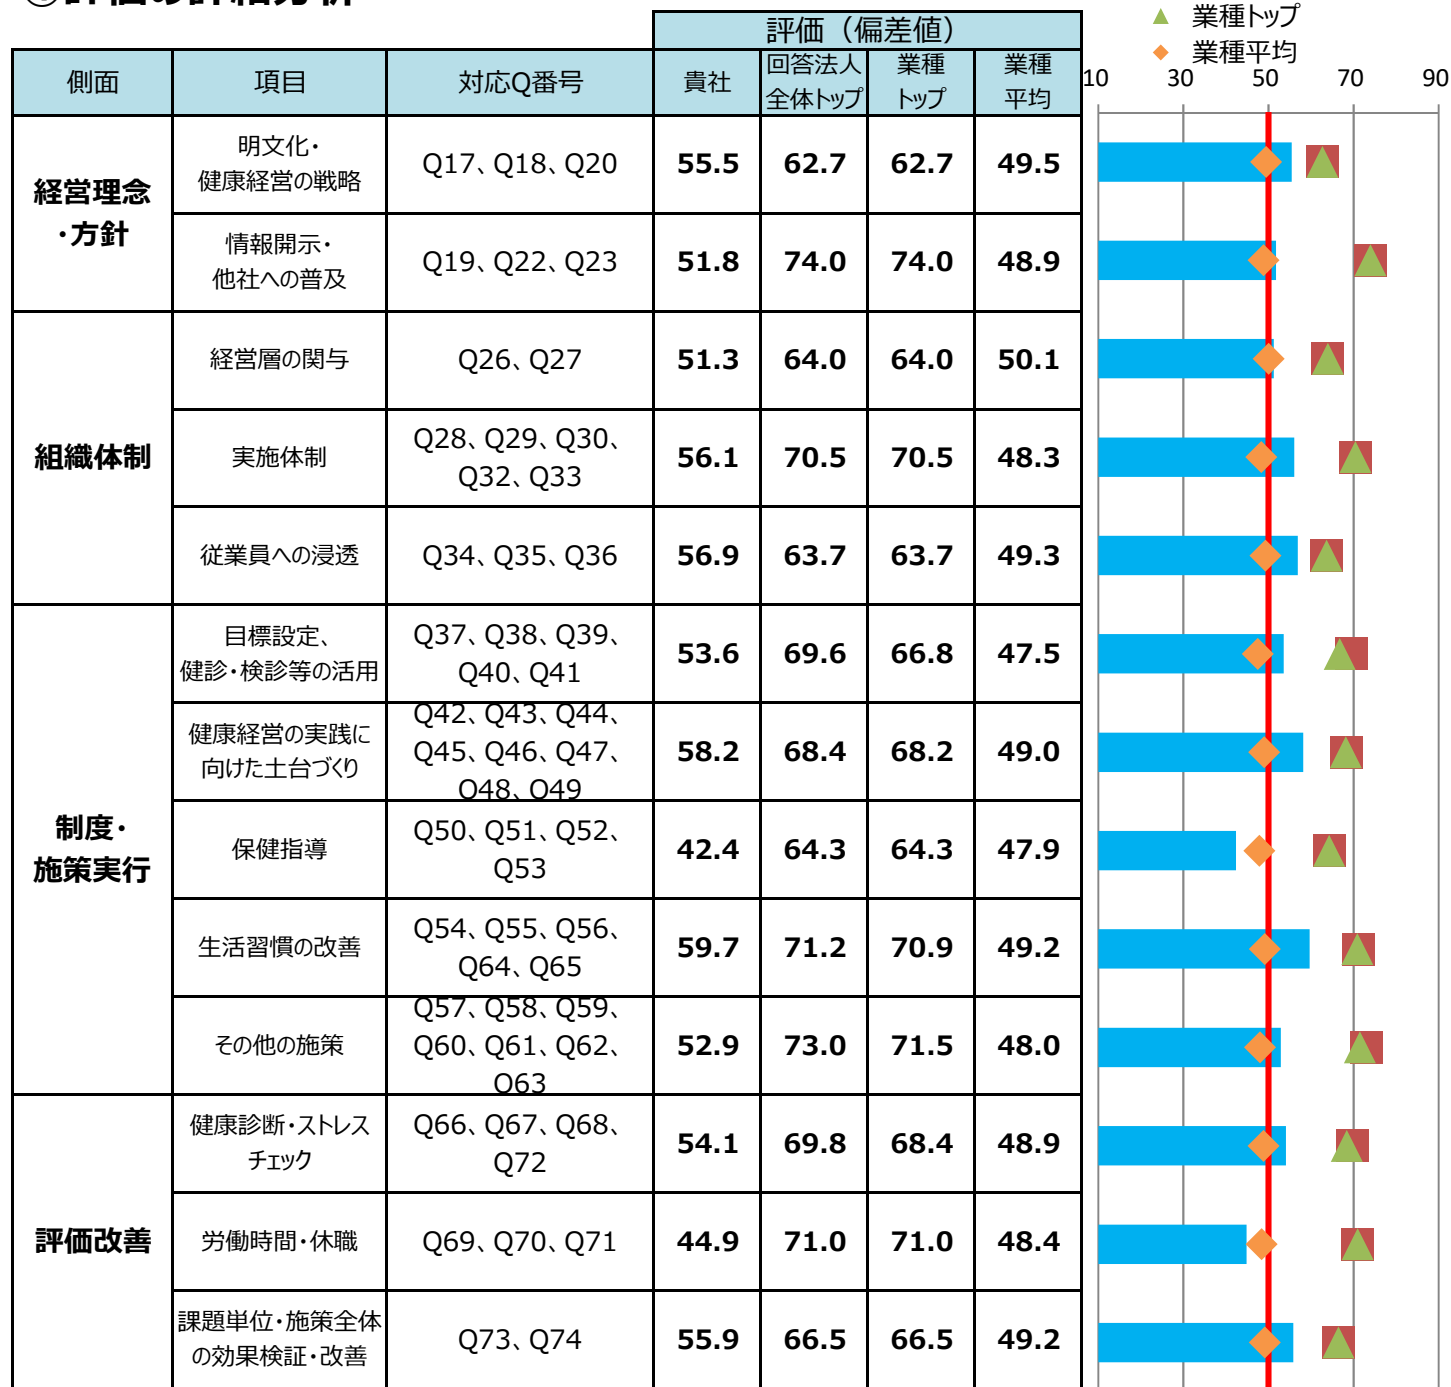 評価の詳細分析
▲ 業種トップ
◆ 業種平均
評価（偏差値）
側面 項目 対応Q番号 貴社 回答法人 業種 業種
全体トップ トップ 平均
10 30 50 70 90
経営理念
・方針
明文化・
健康経営の戦略
Q17、Q18、Q20 55.5 62.7 62.7 49.5
情報開示・
他社への普及
Q19、Q22、Q23 51.8 74.0 74.0 48.9
組織体制
経営層の関与 Q26、Q27 51.3 64.0 64.0 50.1
実施体制
Q28、Q29、Q30、
Q32、Q33
56.1 70.5 70.5 48.3
従業員への浸透 Q34、Q35、Q36 56.9 63.7 63.7 49.3
制度・
施策実行
目標設定、
健診・検診等の活用
Q37、Q38、Q39、
Q40、Q41
53.6 69.6 66.8 47.5
健康経営の実践に
向けた土台づくり
Q42、Q43、Q44、
Q45、Q46、Q47、
Q48、Q49
58.2 68.4 68.2 49.0
保健指導
Q50、Q51、Q52、
Q53
42.4 64.3 64.3 47.9
生活習慣の改善
Q54、Q55、Q56、
Q64、Q65
59.7 71.2 70.9 49.2
その他の施策
Q57、Q58、Q59、
Q60、Q61、Q62、
Q63
52.9 73.0 71.5 48.0
評価改善
健康診断・ストレス
チェック
Q66、Q67、Q68、
Q72
54.1 69.8 68.4 48.9
労働時間・休職 Q69、Q70、Q71 44.9 71.0 71.0 48.4
課題単位・施策全体
の効果検証・改善
Q73、Q74 55.9 66.5 66.5 49.2